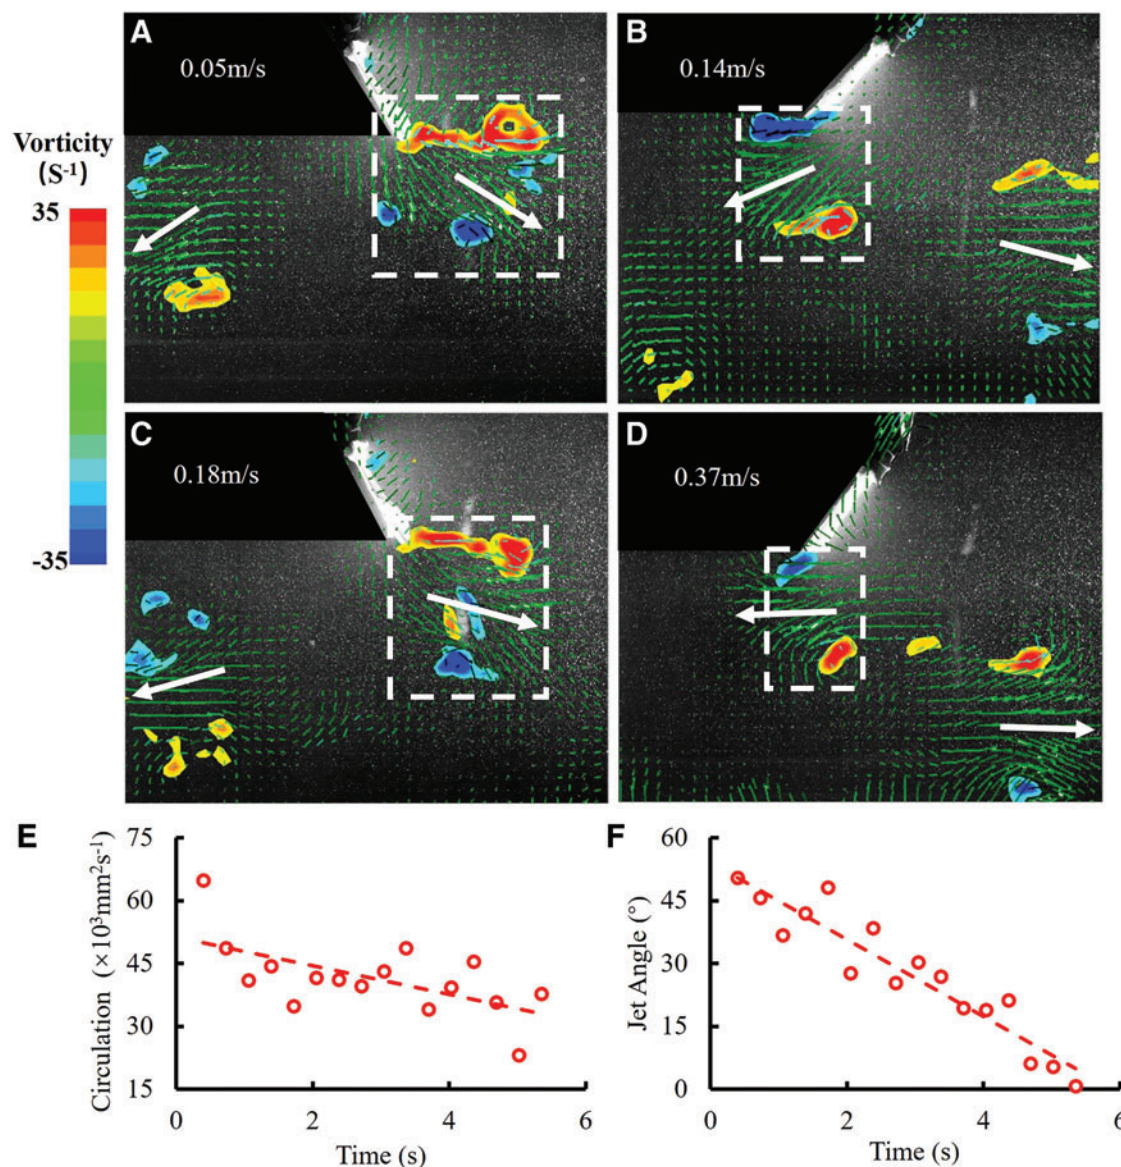 A
0.05m/s
B
0.14m/s
Vorticity
(S-1)
35
-35
C
0.18m/s
D
0.37m/s
E
Circulation (×10³mm²s⁻¹)
75
60
45
30
15
0
2
4
6
Time (s)
F
Jet Angle (°)
60
45
30
15
0
0
2
4
6
Time (s)